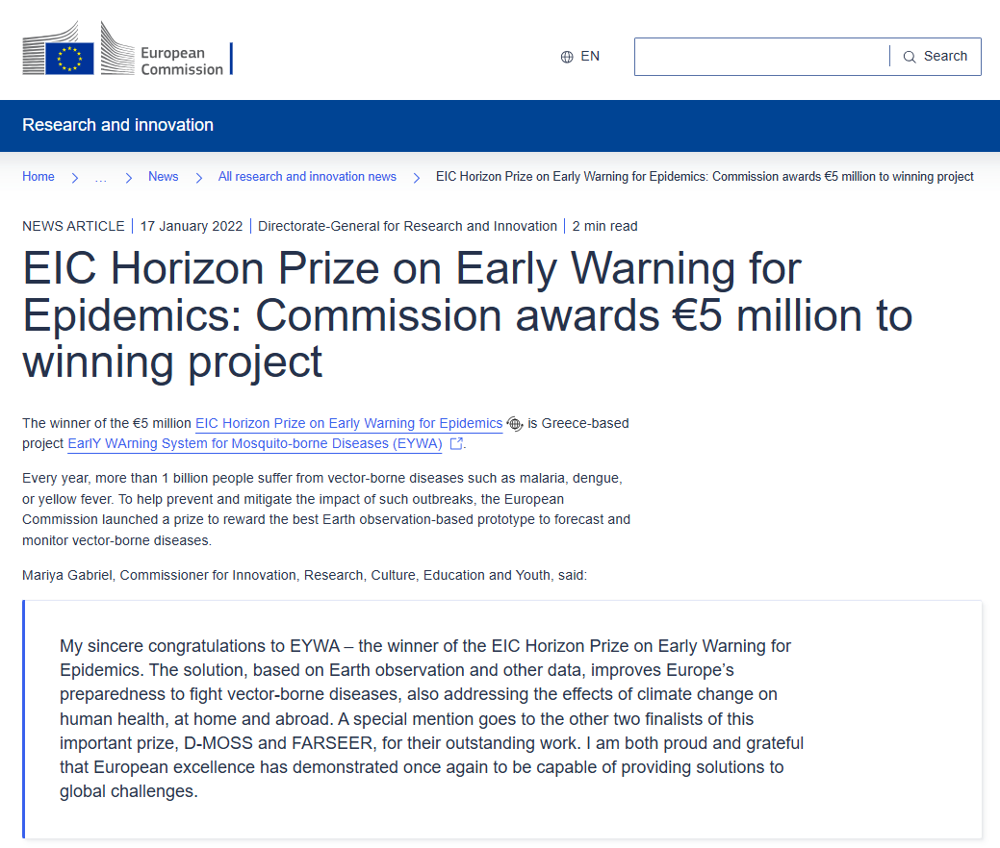 European
Commission
EN
Search
Research and innovation
Home > … > News > All research and innovation news > EIC Horizon Prize on Early Warning for Epidemics: Commission awards €5 million to winning project
NEWS ARTICLE | 17 January 2022 | Directorate-General for Research and Innovation | 2 min read
EIC Horizon Prize on Early Warning for
Epidemics: Commission awards €5 million to
winning project
The winner of the €5 million EIC Horizon Prize on Early Warning for Epidemics is Greece-based
project EarlY WArning System for Mosquito-borne Diseases (EYWA).
Every year, more than 1 billion people suffer from vector-borne diseases such as malaria, dengue,
or yellow fever. To help prevent and mitigate the impact of such outbreaks, the European
Commission launched a prize to reward the best Earth observation-based prototype to forecast and
monitor vector-borne diseases.
Mariya Gabriel, Commissioner for Innovation, Research, Culture, Education and Youth, said:
My sincere congratulations to EYWA – the winner of the EIC Horizon Prize on Early Warning for
Epidemics. The solution, based on Earth observation and other data, improves Europe’s
preparedness to fight vector-borne diseases, also addressing the effects of climate change on
human health, at home and abroad. A special mention goes to the other two finalists of this
important prize, D-MOSS and FARSEER, for their outstanding work. I am both proud and grateful
that European excellence has demonstrated once again to be capable of providing solutions to
global challenges.